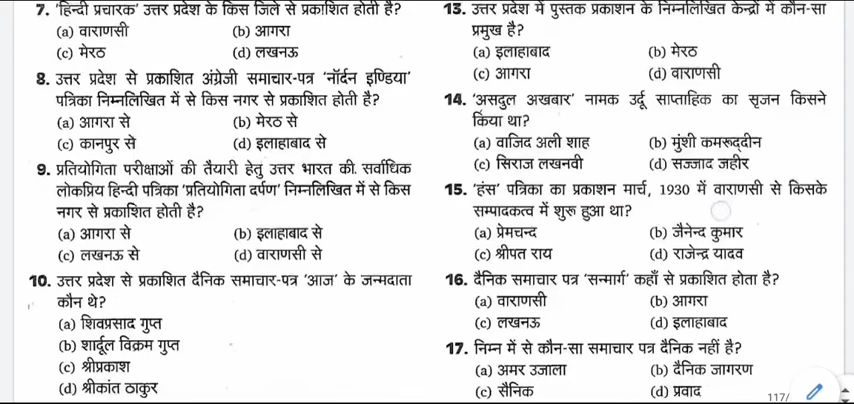 7. 'हिन्दी प्रचारक' उत्तर प्रदेश के किस जिले से प्रकाशित होती है?
(a) वाराणसी (b) आगरा
(c) मेरठ (d) लखनऊ
8. उत्तर प्रदेश से प्रकाशित अंग्रेजी समाचार-पत्र 'नॉर्दन इण्डिया'
पत्रिका निम्नलिखित में से किस नगर से प्रकाशित होती है?
(a) आगरा से (b) मेरठ से
(c) कानपुर से (d) इलाहाबाद से
9. प्रतियोगिता परीक्षाओं की तैयारी हेतु उत्तर भारत की सर्वाधिक
लोकप्रिय हिन्दी पत्रिका 'प्रतियोगिता दर्पण' निम्नलिखित में से किस
नगर से प्रकाशित होती है?
(a) आगरा से (b) इलाहाबाद से
(c) लखनऊ से (d) वाराणसी से
10. उत्तर प्रदेश से प्रकाशित दैनिक समाचार-पत्र 'आज' के जन्मदाता
कौन थे?
(a) शिवप्रसाद गुप्त
(b) शार्दूल विक्रम गुप्त
(c) श्रीप्रकाश
(d) श्रीकांत ठाकुर
13. उत्तर प्रदेश में पुस्तक प्रकाशन के निम्नलिखित केन्द्रों में कौन-सा
प्रमुख है?
(a) इलाहाबाद (b) मेरठ
(c) आगरा (d) वाराणसी
14. 'असदुल अखबार' नामक उर्दू साप्ताहिक का सृजन किसने
किया था?
(a) वाजिद अली शाह (b) मुंशी कमरूद्दीन
(c) सिराज लखनवी (d) सज्जाद जहीर
15. 'हंस' पत्रिका का प्रकाशन मार्च, 1930 में वाराणसी से किसके
सम्पादकत्व में शुरू हुआ था?
(a) प्रेमचन्द (b) जैनेन्द्र कुमार
(c) श्रीपत राय (d) राजेन्द्र यादव
16. दैनिक समाचार पत्र 'सन्मार्ग' कहाँ से प्रकाशित होता है?
(a) वाराणसी (b) आगरा
(c) लखनऊ (d) इलाहाबाद
17. निम्न में से कौन-सा समाचार पत्र दैनिक नहीं है?
(a) अमर उजाला (b) दैनिक जागरण
(c) सैनिक (d) प्रवाद
117/